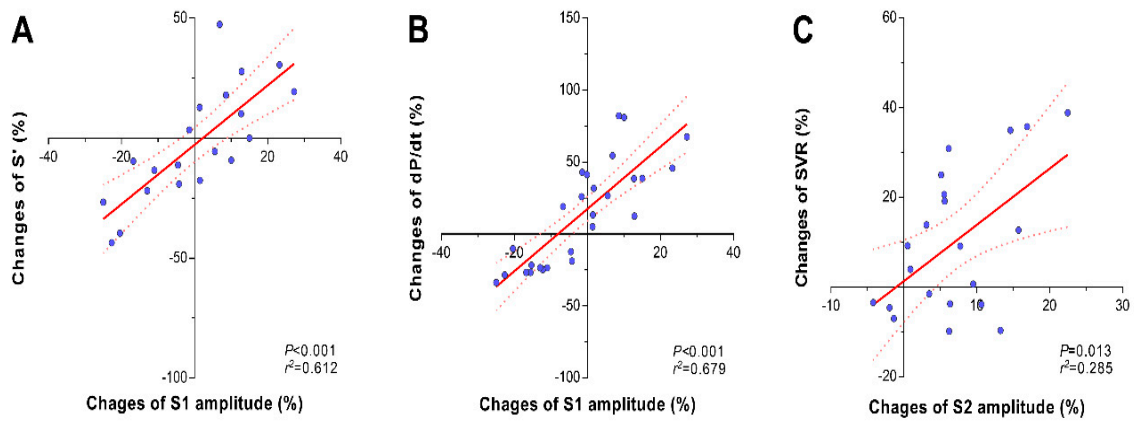 A
Changes of S' (%)
50
-40
-20
20
40
-50
-100
P<0.001
r²=0.612
Chages of S1 amplitude (%)
B
Changes of dP/dt (%)
150
100
50
-40
-20
20
40
-50
-100
P<0.001
r²=0.679
Chages of S1 amplitude (%)
C
Changes of SVR (%)
60
40
20
-10
0
10
20
30
-20
P=0.013
r²=0.285
Chages of S2 amplitude (%)